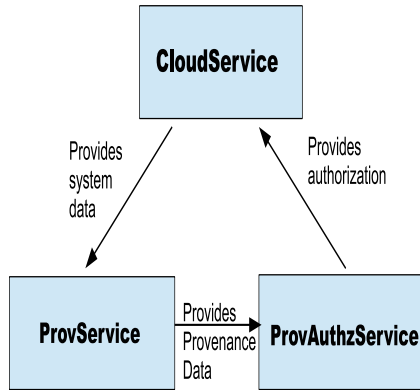 CloudService
Provides
system
data
Provides
authorization
ProvService
Provides
Provenance
Data
ProvAuthzService